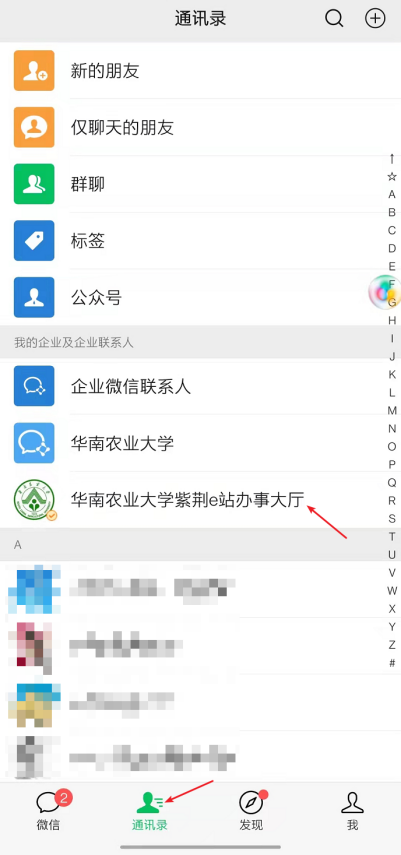 通讯录
新的朋友
仅聊天的朋友
群聊
标签
公众号
我的企业及企业联系人
企业微信联系人
华南农业大学
华南农业大学紫荆e站办事大厅
A
↑
☆
A
B
C
D
E
F
G
H
I
J
K
L
M
N
O
P
Q
R
S
T
U
V
W
X
Y
Z
#
2
微信
通讯录
发现
我